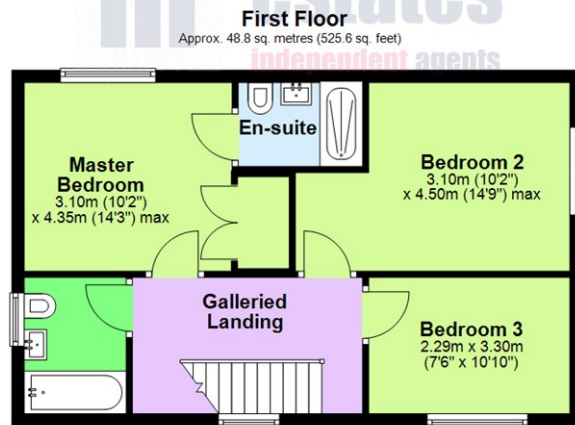 estates
First Floor
Approx. 48.8 sq. metres (525.6 sq. feet)
independent agents
En-suite
Master
Bedroom
3.10m (10'2")
x 4.35m (14'3") max
Bedroom 2
3.10m (10'2")
x 4.50m (14'9") max
Galleried
Landing
Bedroom 3
2.29m x 3.30m
(7'6" x 10'10")